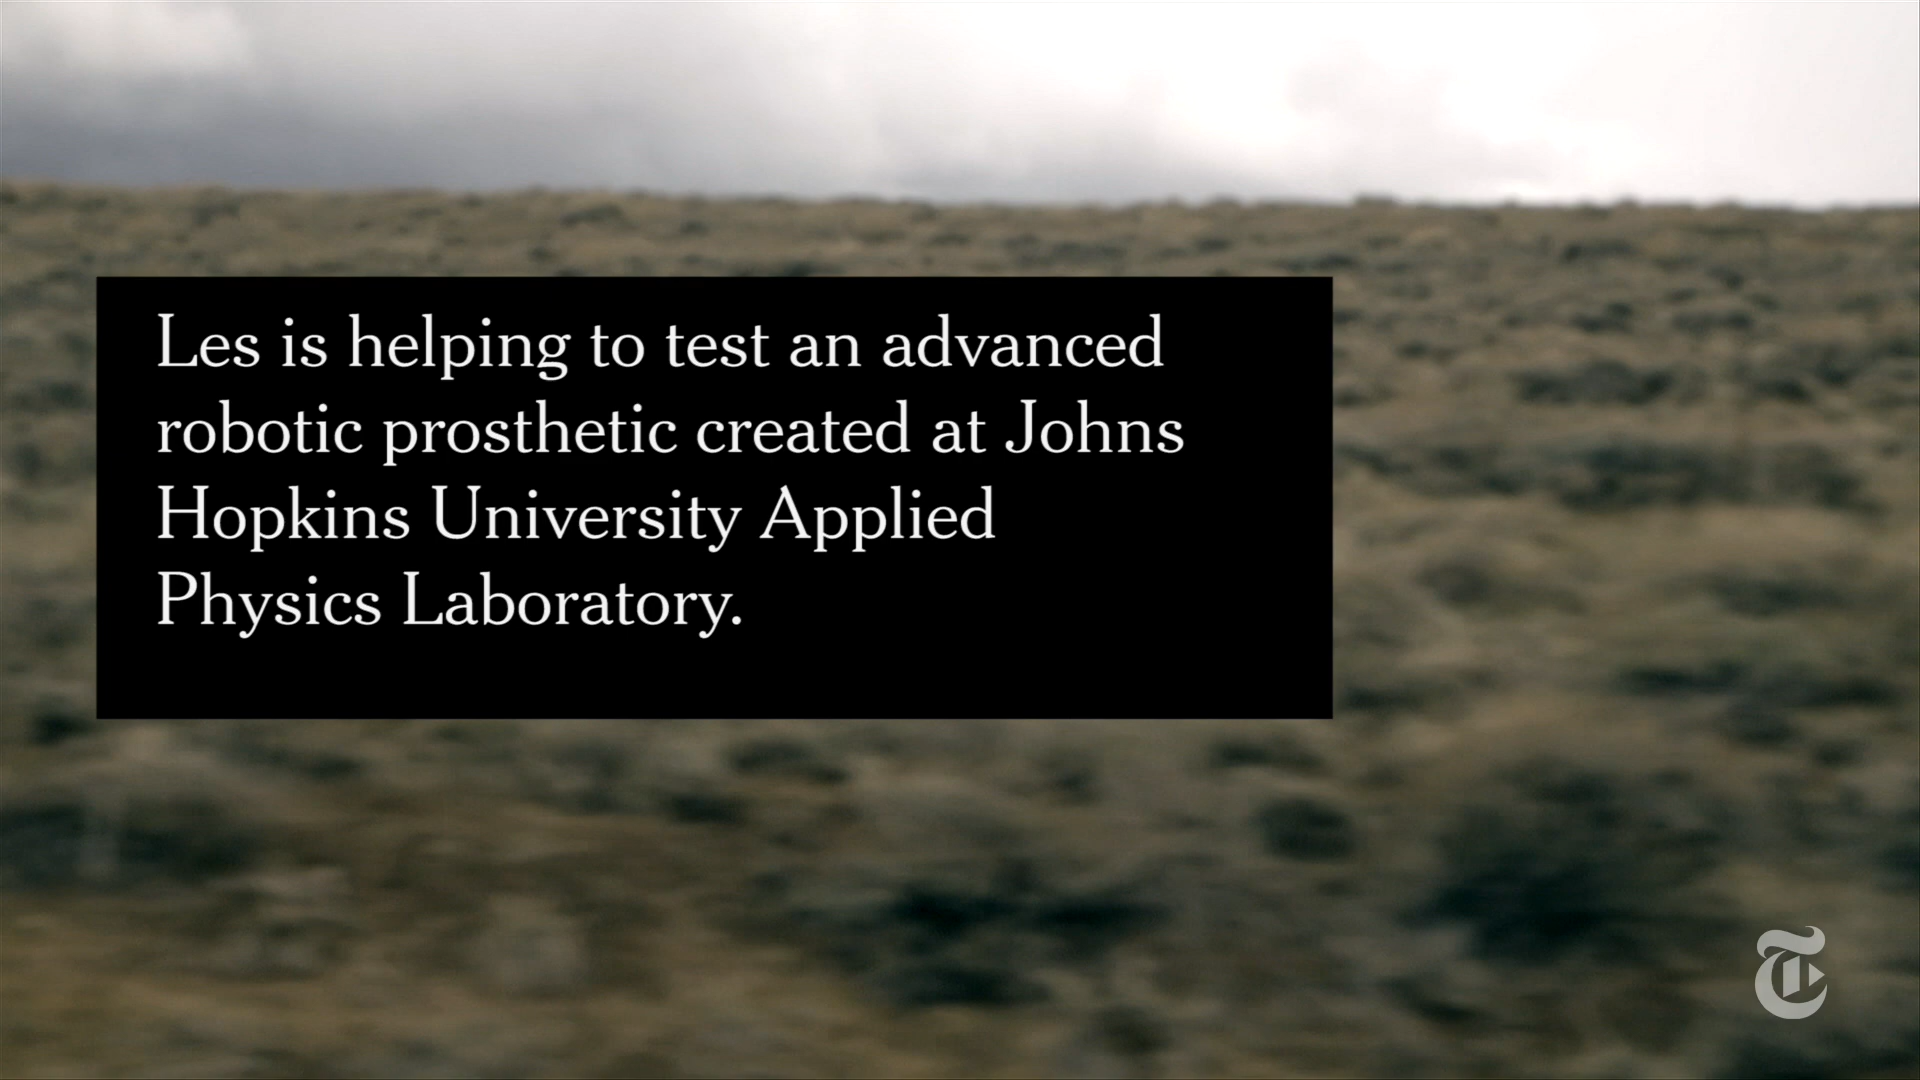 Les is helping to test an advanced
robotic prosthetic created at Johns
Hopkins University Applied
Physics Laboratory.
T